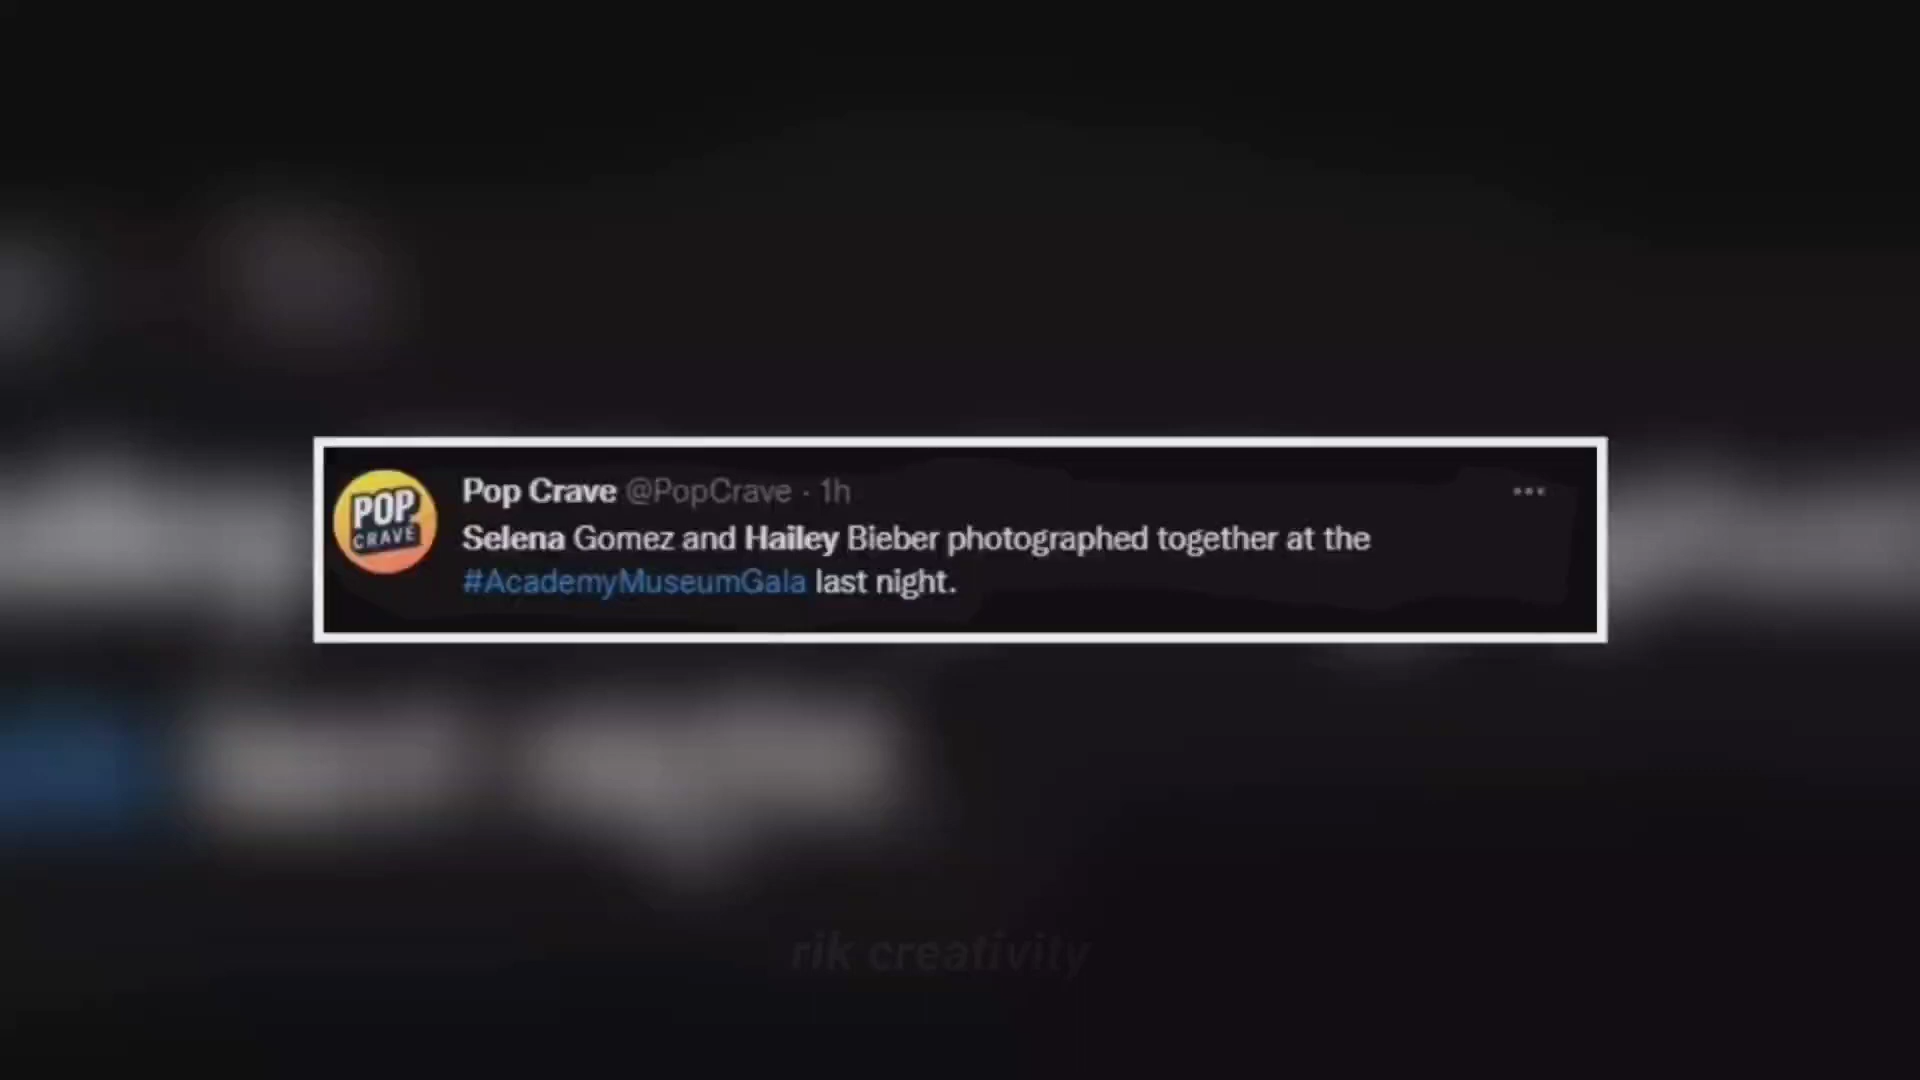 POP
CRAVE
Pop Crave @PopCrave · 1h
Selena Gomez and Hailey Bieber photographed together at the
#AcademyMuseumGala last night.
rik creativity